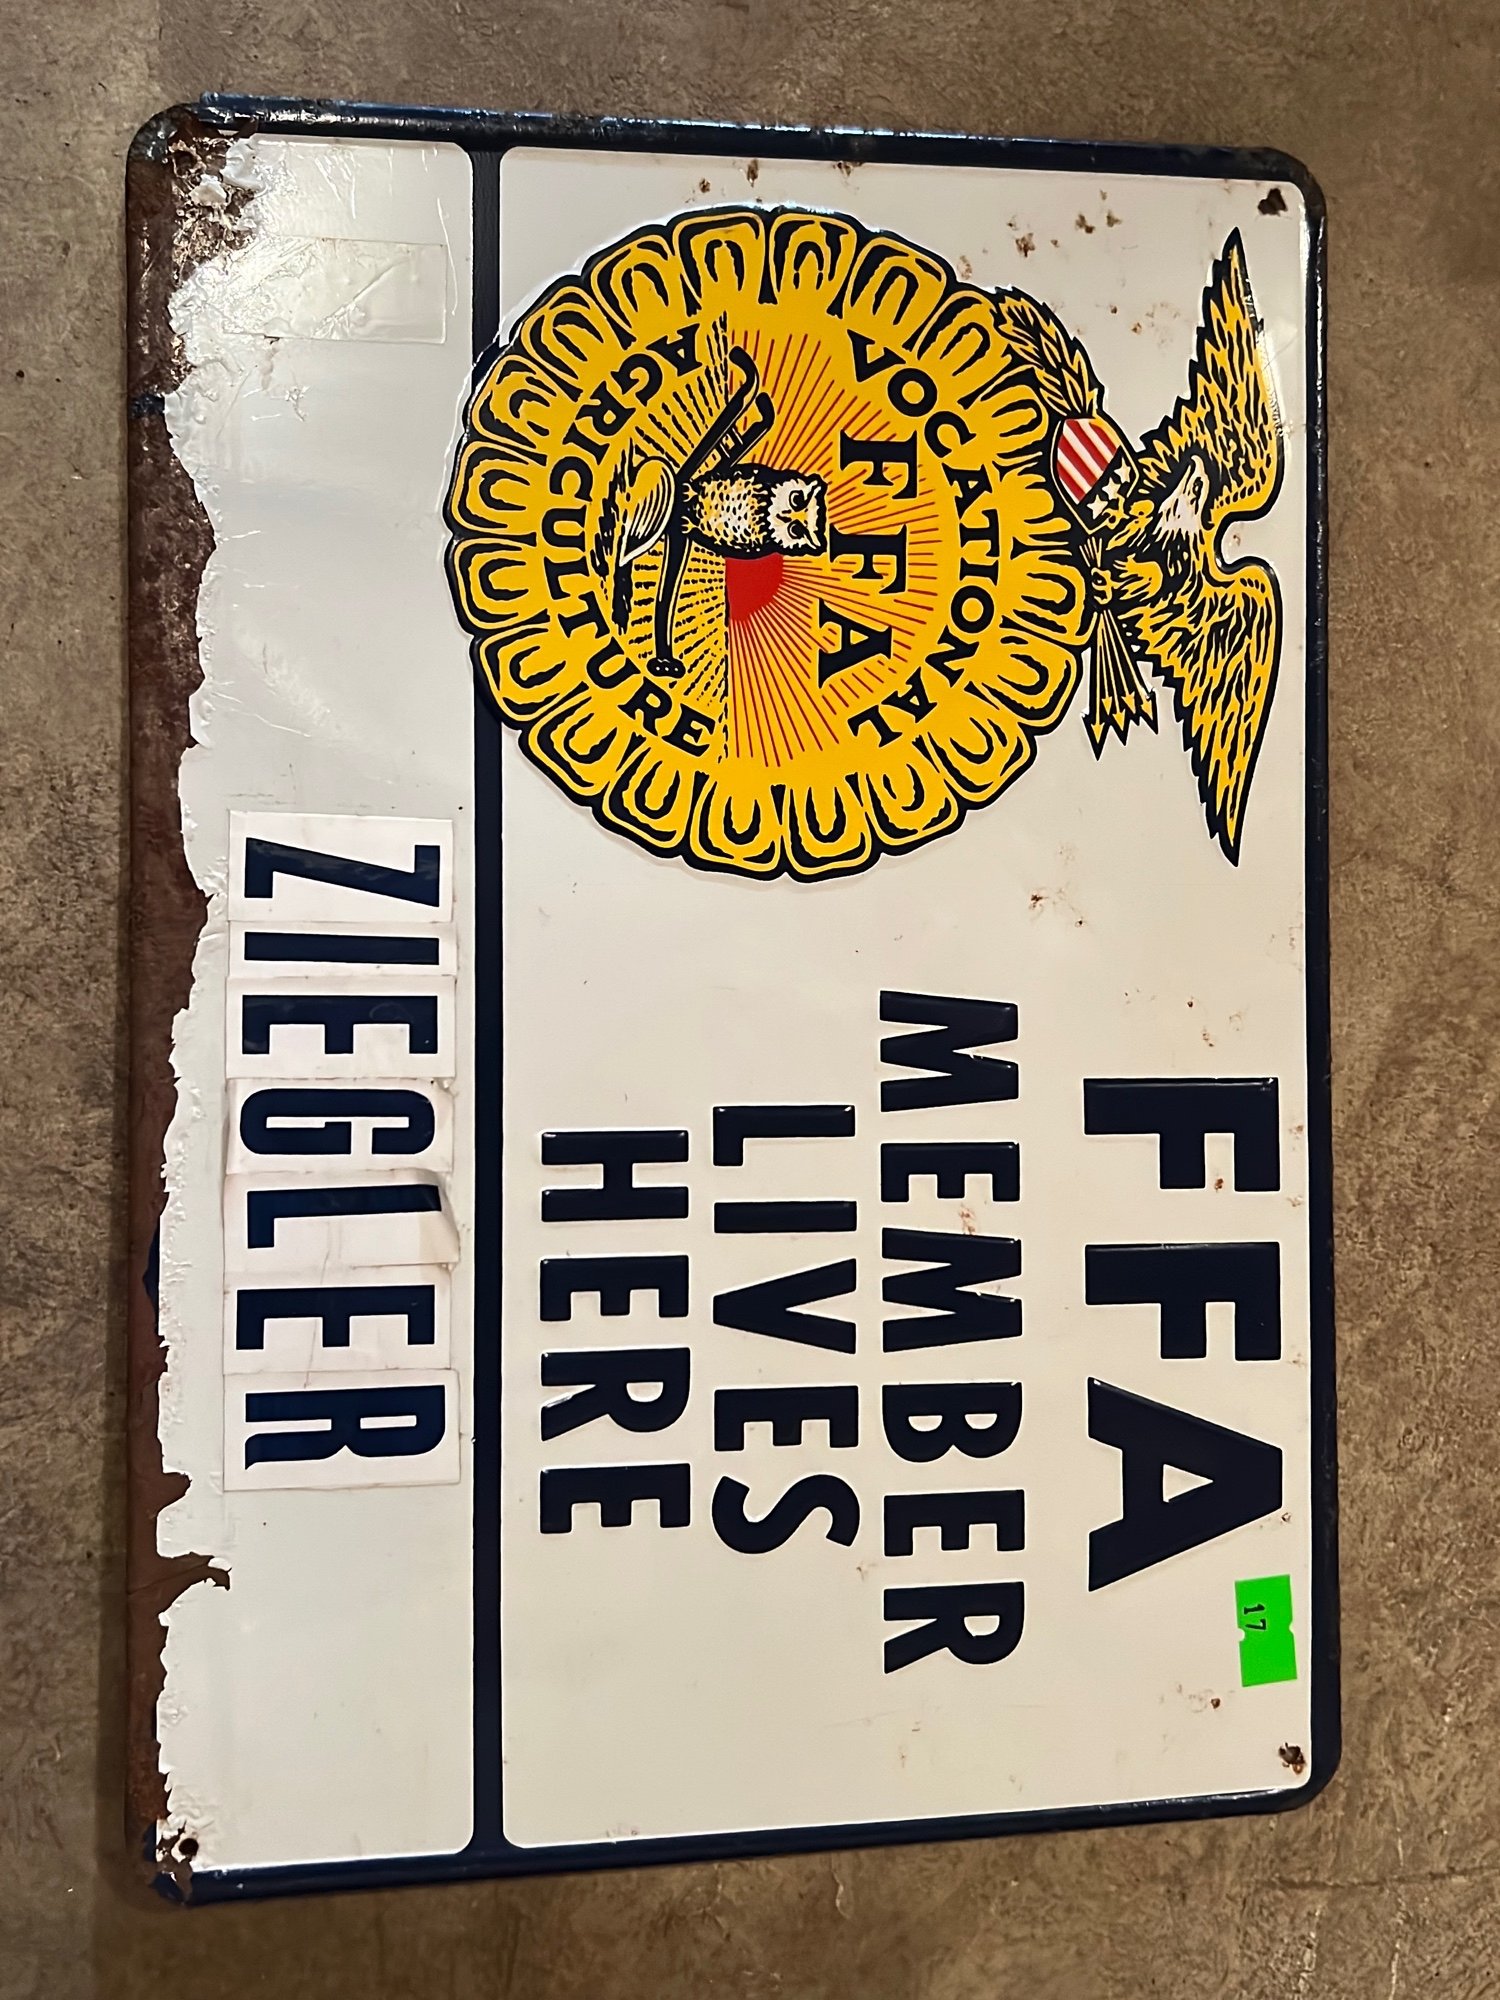 VOCATIONAL
FFA
AGRICULTURE
FFA
MEMBER
LIVES
HERE
ZIEGLER
17